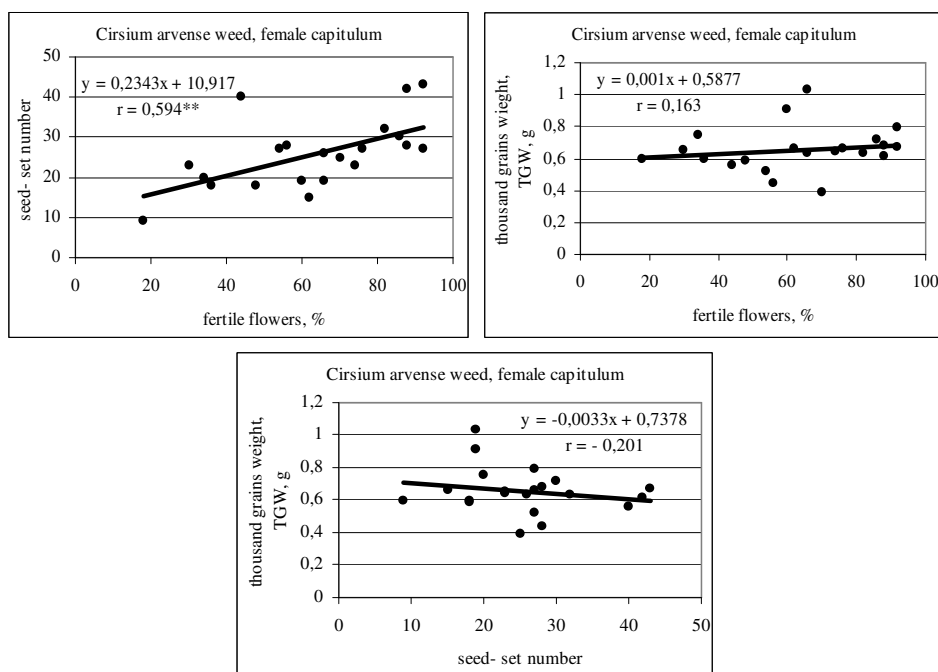 Cirsium arvense weed, female capitulum
y = 0,2343x + 10,917
r = 0,594**
seed- set number
50
40
30
20
10
0
0 20 40 60 80 100
fertile flowers, %
Cirsium arvense weed, female capitulum
y = 0,001x + 0,5877
r = 0,163
thousand grains wieght,
TGW, g
1,2
1
0,8
0,6
0,4
0,2
0
0 20 40 60 80 100
fertile flowers, %
Cirsium arvense weed, female capitulum
y = -0,0033x + 0,7378
r = - 0,201
thousand grains weight,
TGW, g
1,2
1
0,8
0,6
0,4
0,2
0
0 10 20 30 40 50
seed- set number